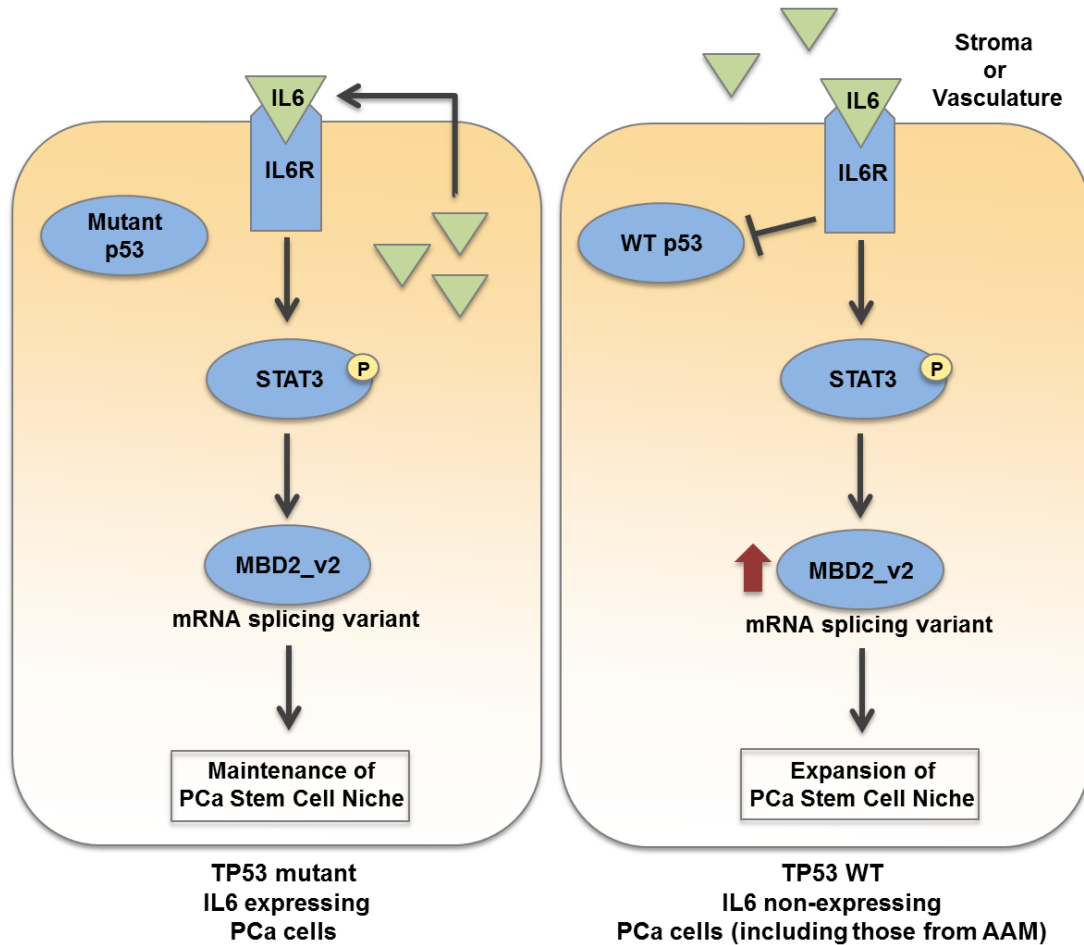 IL6
IL6R
Mutant
p53
STAT3
P
MBD2_v2
mRNA splicing variant
Maintenance of
PCa Stem Cell Niche
TP53 mutant
IL6 expressing
PCa cells
Stroma
or
Vasculature
IL6
IL6R
WT p53
STAT3
P
MBD2_v2
mRNA splicing variant
Expansion of
PCa Stem Cell Niche
TP53 WT
IL6 non-expressing
PCa cells (including those from AAM)